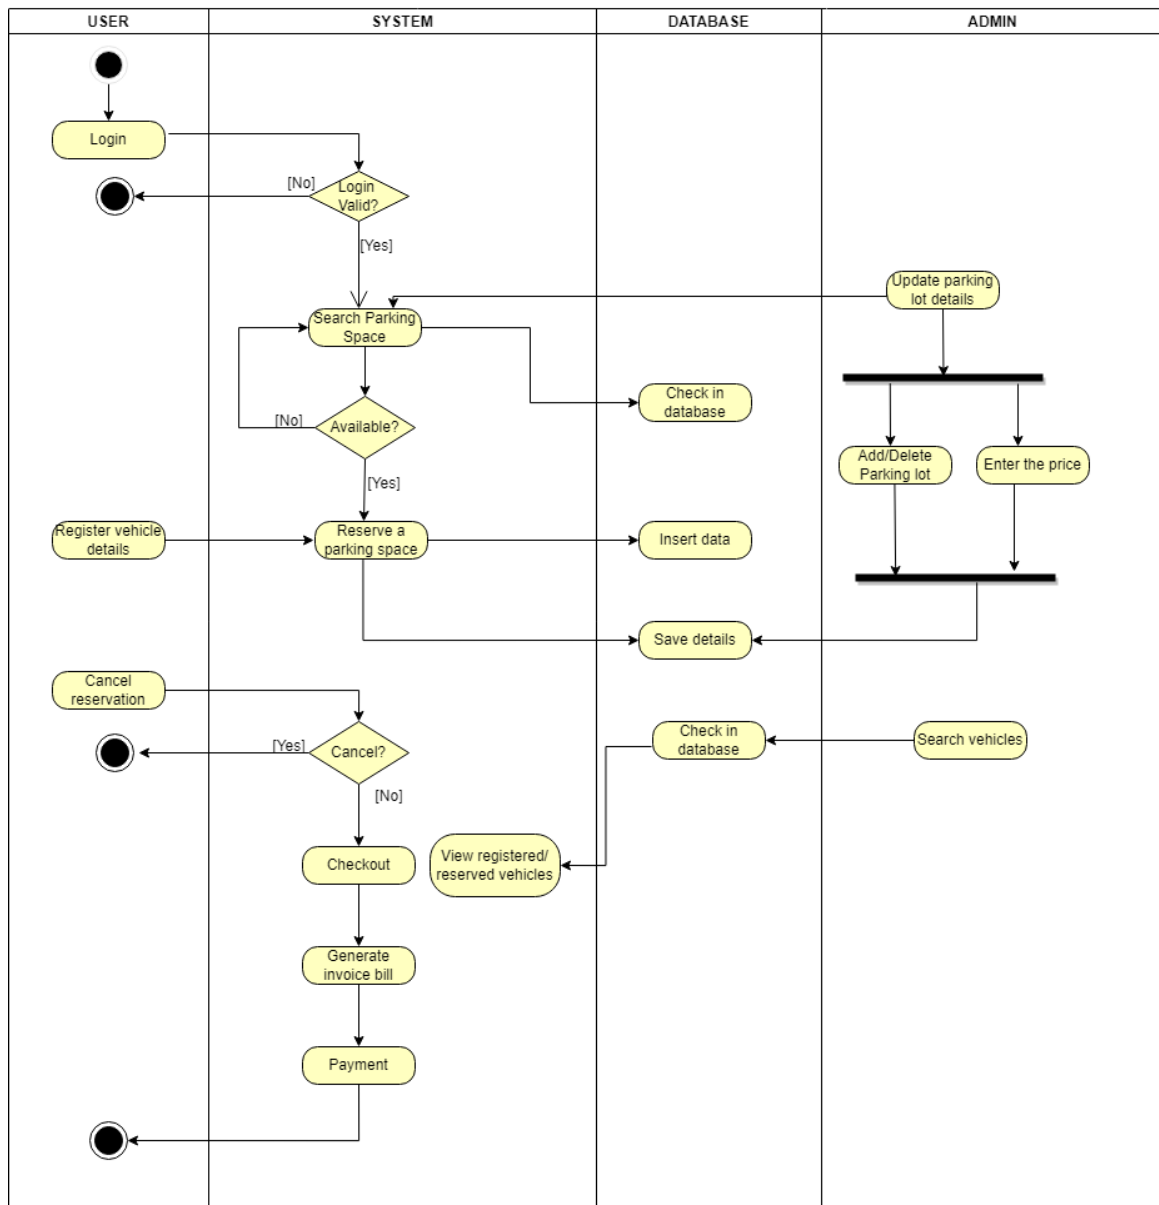 USER
SYSTEM
DATABASE
ADMIN
Login
[No]
Login
Valid?
[Yes]
Update parking
lot details
Search Parking
Space
Check in
database
[No]
Available?
Add/Delete
Parking lot
Enter the price
[Yes]
Register vehicle
details
Reserve a
parking space
Insert data
Save details
Cancel
reservation
[Yes]
Cancel?
Check in
database
Search vehicles
[No]
Checkout
View registered/
reserved vehicles
Generate
invoice bill
Payment